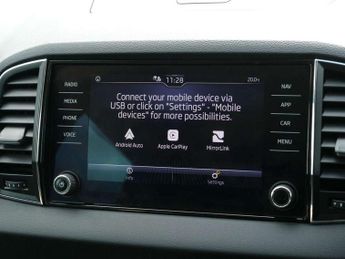 RADIO
MEDIA
PHONE
VOICE
11:28
20.0
Connect your mobile device via
USB or click on "Settings" - "Mobile
devices" for more possibilities.
Android Auto
Apple CarPlay
MirrorLink
Info
Settings
NAV
APP
CAR
MENU